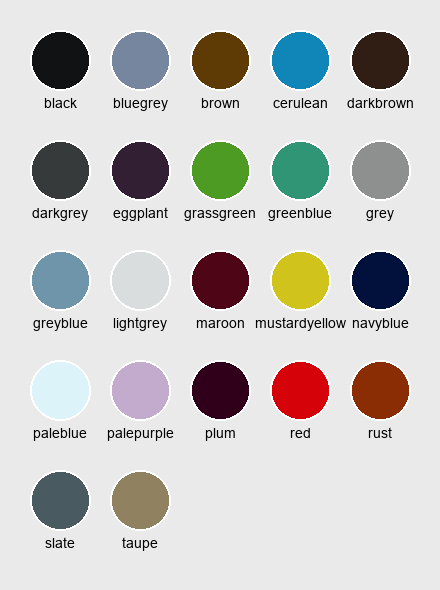 black bluegrey brown cerulean darkbrown
darkgrey eggplant grassgreen greenblue grey
greyblue lightgrey maroon mustardyellow navyblue
paleblue palepurple plum red rust
slate taupe